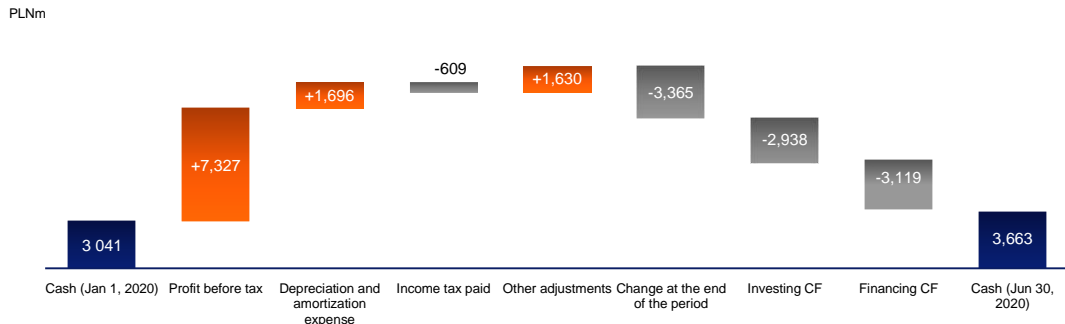 PLNm
-609
+1,630
+1,696
-3,365
-2,938
+7,327
-3,119
3 041
3,663
Cash (Jan 1, 2020)
Profit before tax
Depreciation and
amortization
expense
Income tax paid
Other adjustments
Change at the end
of the period
Investing CF
Financing CF
Cash (Jun 30,
2020)